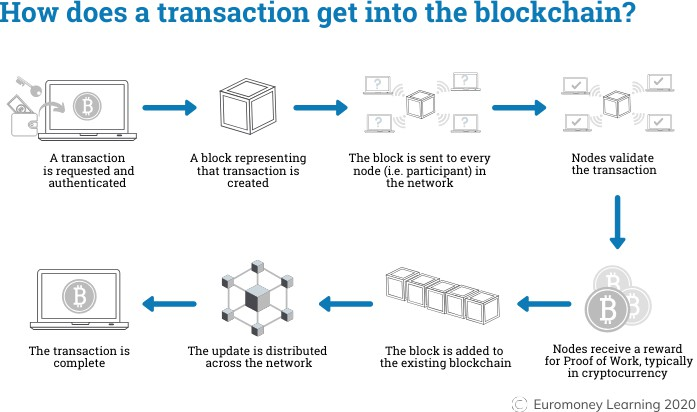 How does a transaction get into the blockchain?
A transaction
is requested and
authenticated
A block representing
that transaction is
created
The block is sent to every
node (i.e. participant) in
the network
Nodes validate
the transaction
The transaction is
complete
The update is distributed
across the network
The block is added to
the existing blockchain
Nodes receive a reward
for Proof of Work, typically
in cryptocurrency
© Euromoney Learning 2020